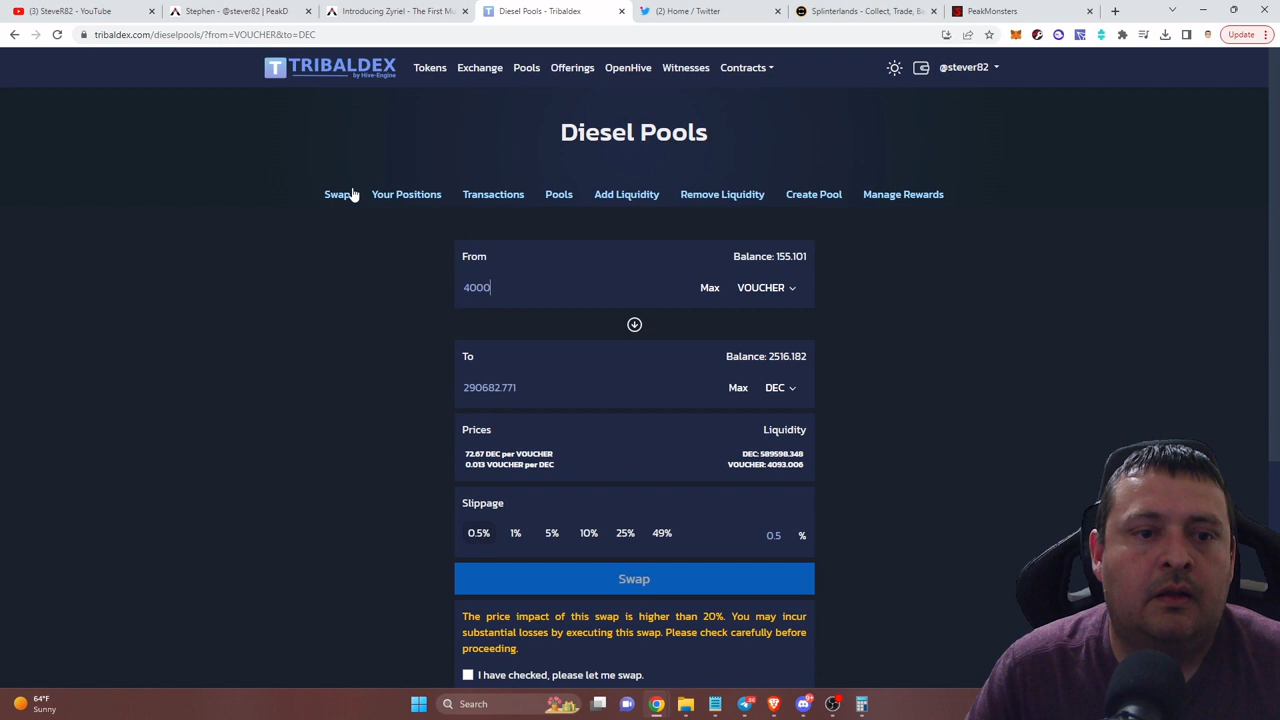 (3) SteveR82 - YouTube
Stephen - @stever82 | PeakD
Introducing Zyriel - The First Mu
Diesel Pools - Tribaldex
(2) Home / Twitter
Splinterlands - Collect, Trade, Ba
PeakMonsters
tribaldex.com/dieselpools/?from=VOUCHER&to=DEC
Update
TRIBALDEX
by Hive-Engine
Tokens Exchange Pools Offerings OpenHive Witnesses Contracts
@stever82
Diesel Pools
Swap Your Positions Transactions Pools Add Liquidity Remove Liquidity Create Pool Manage Rewards
From Balance: 155.101
4000 Max VOUCHER
To Balance: 2516.182
290682.771 Max DEC
Prices Liquidity
72.67 DEC per VOUCHER DEC: 589598.348
0.013 VOUCHER per DEC VOUCHER: 4093.006
Slippage
0.5% 1% 5% 10% 25% 49% 0.5 %
Swap
The price impact of this swap is higher than 20%. You may incur
substantial losses by executing this swap. Please check carefully before
proceeding.
I have checked, please let me swap.
64°F
Sunny
Search